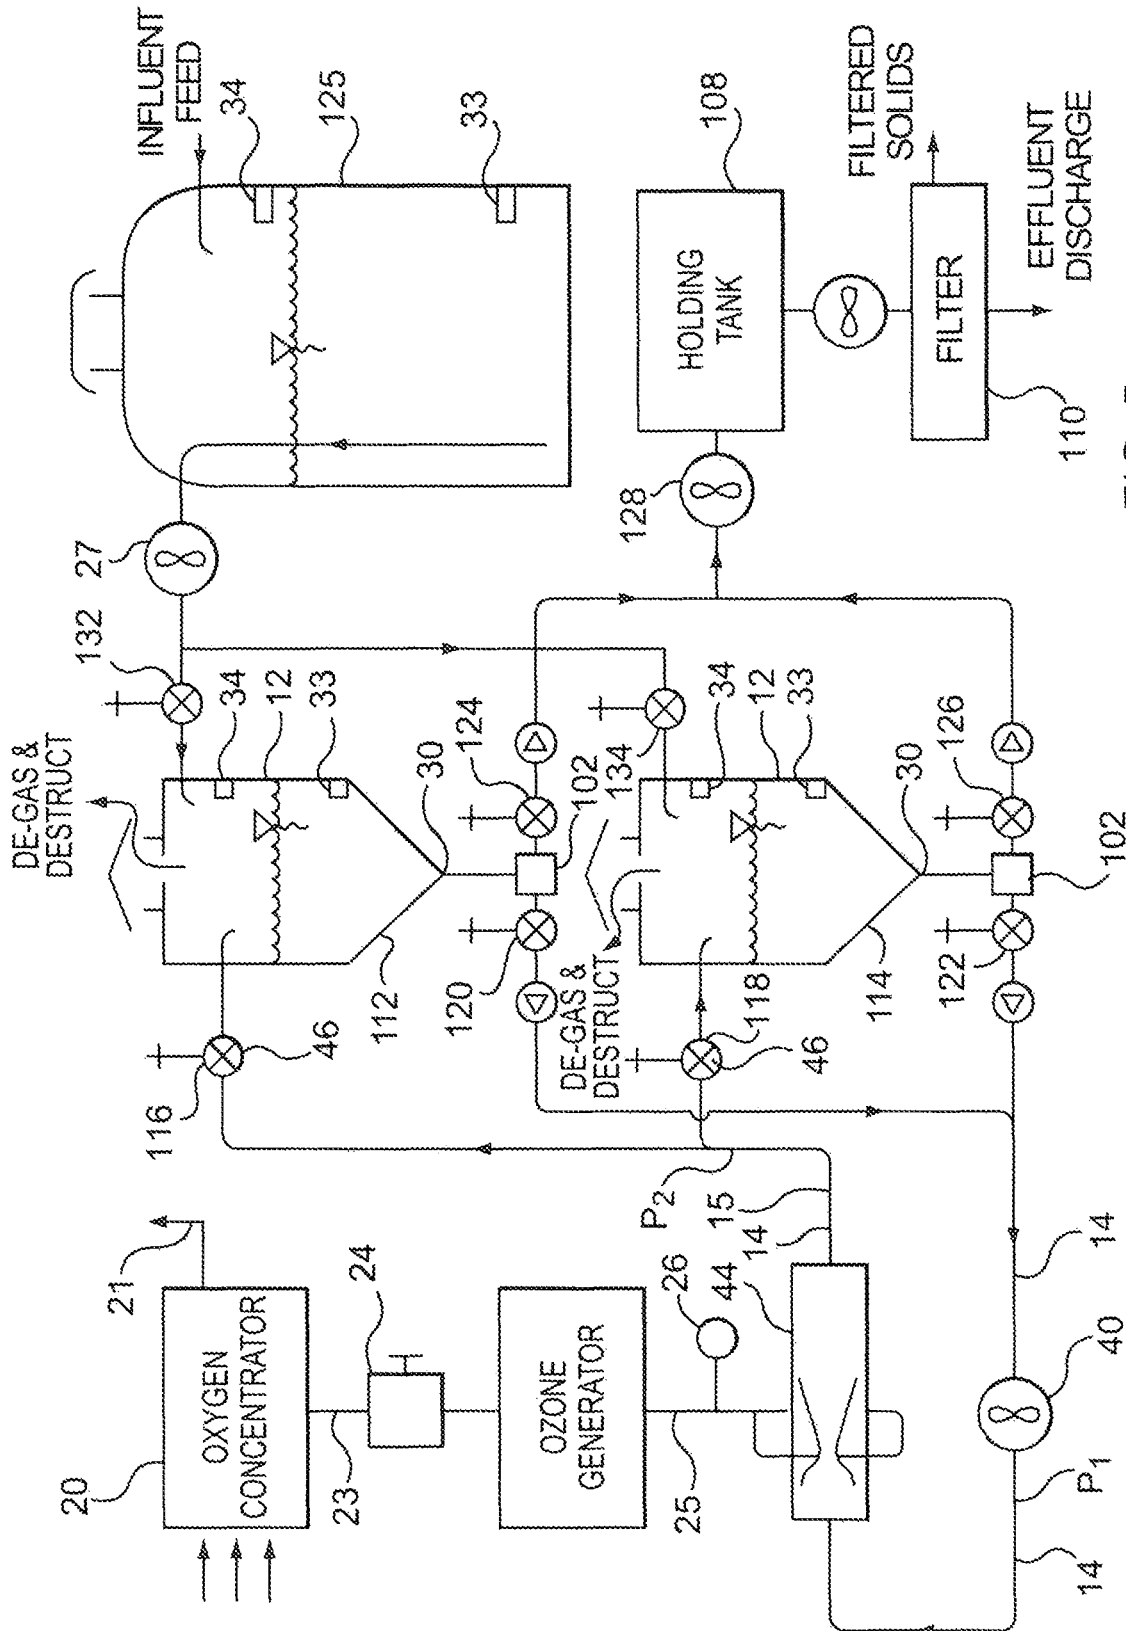 DE-GAS &
DESTRUCT
INFLUENT
FEED
20
21
116
132
27
34
125
33
OXYGEN
CONCENTRATOR
23
24
46
112
34
12
33
30
OZONE
GENERATOR
120
124
102
DE-GAS &
DESTRUCT
134
128
HOLDING
TANK
108
25
26
P2
15
14
44
118
46
34
12
33
114
30
FILTERED
SOLIDS
FILTER
110
EFFLUENT
DISCHARGE
14
P1
40
14
122
126
102